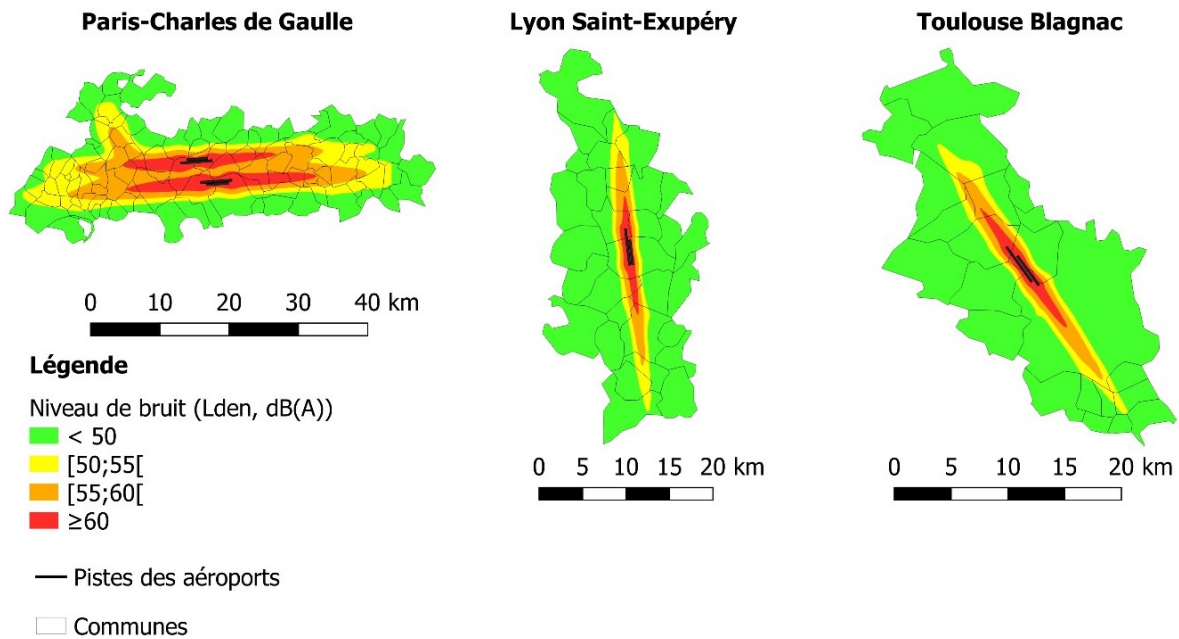 Paris-Charles de Gaulle
Lyon Saint-Exupéry
Toulouse Blagnac
0 10 20 30 40 km
Légende
Niveau de bruit (Lden, dB(A))
< 50
[50;55[
[55;60[
≥60
Pistes des aéroports
Communes
0 5 10 15 20 km
0 5 10 15 20 km